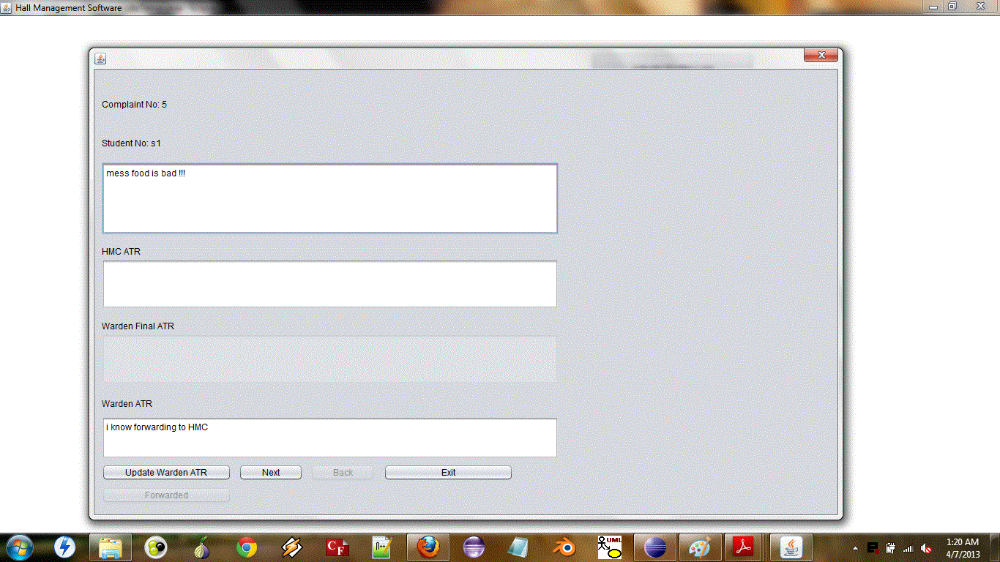 Hall Management Software
Complaint No: 5
Student No: s1
mess food is bad !!!
HMC ATR
Warden Final ATR
Warden ATR
i know forwarding to HMC
Update Warden ATR Next Back Exit
Forwarded
CF
n++
UML
1:20 AM
4/7/2013